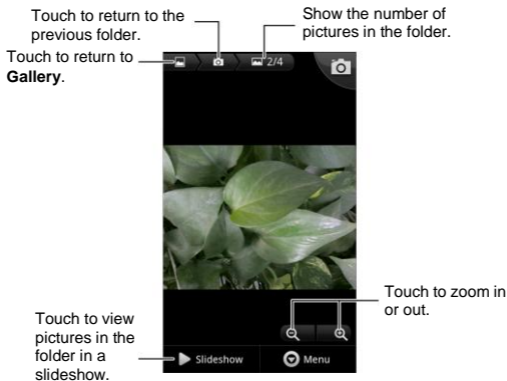 Touch to return to the
previous folder.
Show the number of
pictures in the folder.
Touch to return to
Gallery.
2/4
Touch to zoom in
or out.
Touch to view
pictures in the
folder in a
slideshow.
Slideshow
Menu